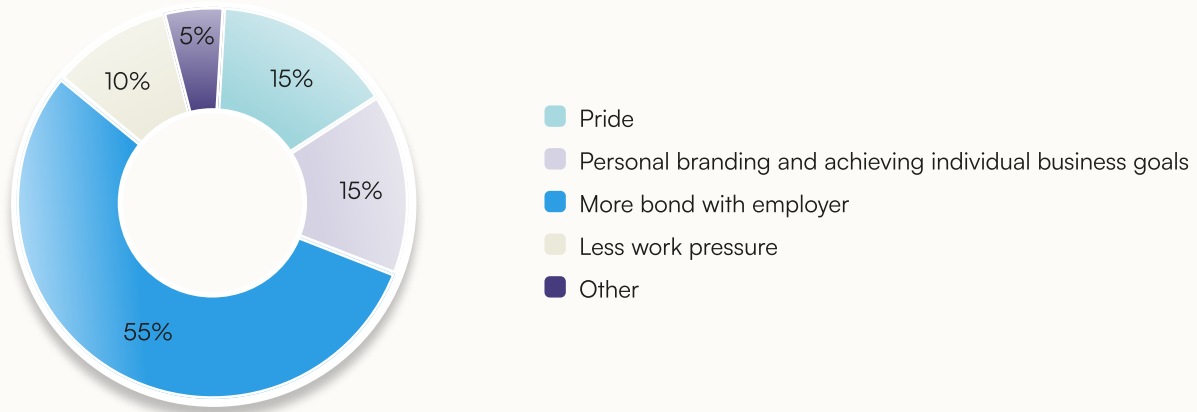 5%
15%
10%
15%
55%
Pride
Personal branding and achieving individual business goals
More bond with employer
Less work pressure
Other